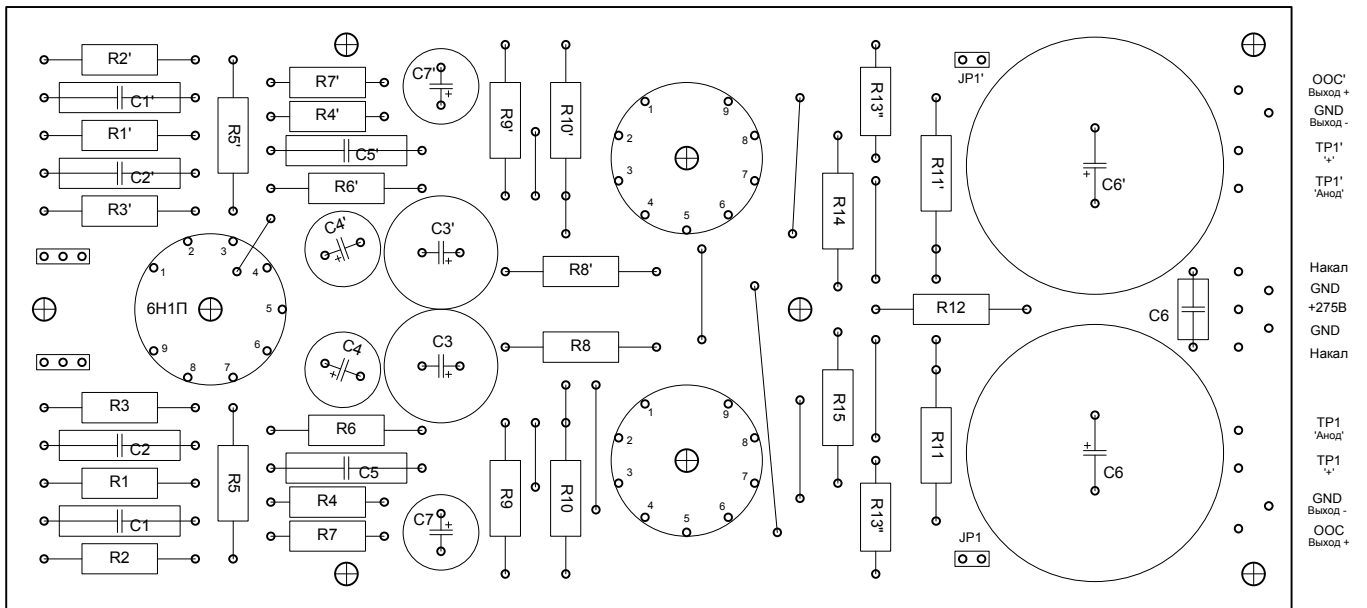 R2'
C1'
R1'
C2'
R3'
R5'
R7'
R4'
C5'
R6'
C7'
+
R9'
R10'
C4'
+
C3'
+
R8'
1
2
3
4
5
6
7
8
9
R14
R13"
JP1'
R11'
C6'
+
ООС'
Выход +
GND
Выход -
ТР1'
'+'
ТР1'
'Анод'
1
2
3
4
5
6
7
8
9
6Н1П
R12
C6
Накал
GND
+275В
GND
Накал
C4
+
C3
+
R8
R3
C2
R1
C1
R2
R5
R6
C5
R4
R7
C7
+
R9
R10
1
2
3
4
5
6
7
8
9
R15
R13"
R11
JP1
C6
+
ТР1
'Анод'
ТР1
'+'
GND
Выход -
ООС
Выход +